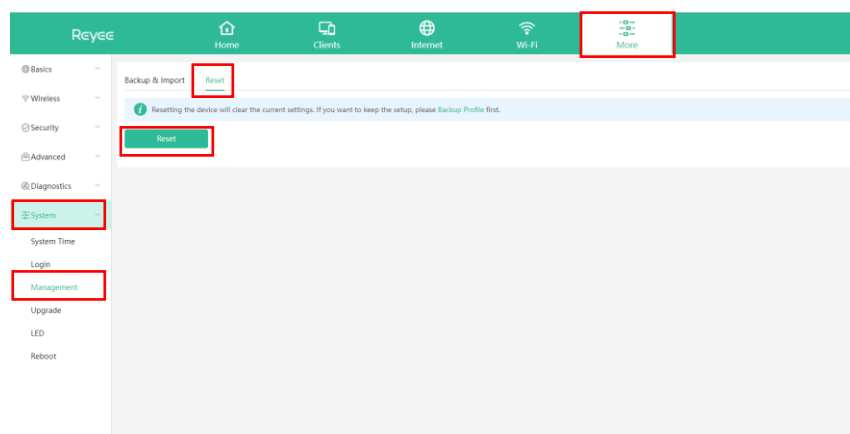 Reyee
Home
Clients
Internet
Wi-Fi
More
Basics
Wireless
Security
Advanced
Diagnostics
System
System Time
Login
Management
Upgrade
LED
Reboot
Backup & Import
Reset
Resetting the device will clear the current settings. If you want to keep the setup, please Backup Profile first.
Reset